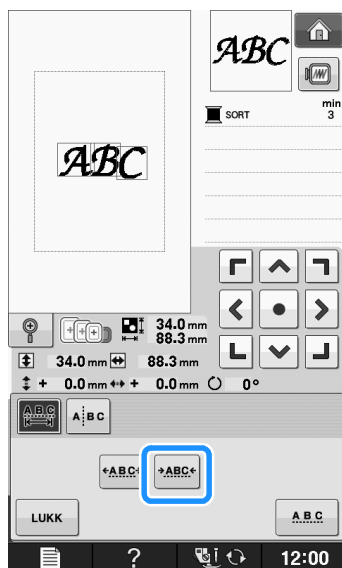 ABC
min
SORT 3
ABC
34.0 mm
88.3 mm
34.0 mm 88.3 mm
+ 0.0 mm + 0.0 mm 0°
ABC A BC
ABC ABC
LUKK ABC
? 12:00